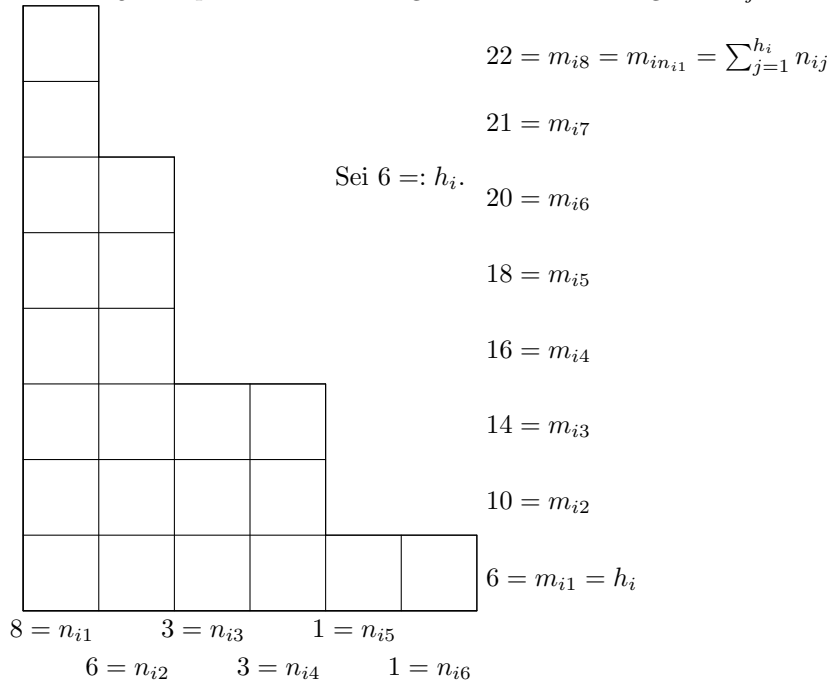 22 = m_{i8} = m_{in_{i1}} = \sum_{j=1}^{h_i} n_{ij}
21 = m_{i7}
Sei 6 =: h_i.
20 = m_{i6}
18 = m_{i5}
16 = m_{i4}
14 = m_{i3}
10 = m_{i2}
6 = m_{i1} = h_i
8 = n_{i1} 3 = n_{i3} 1 = n_{i5}
6 = n_{i2} 3 = n_{i4} 1 = n_{i6}